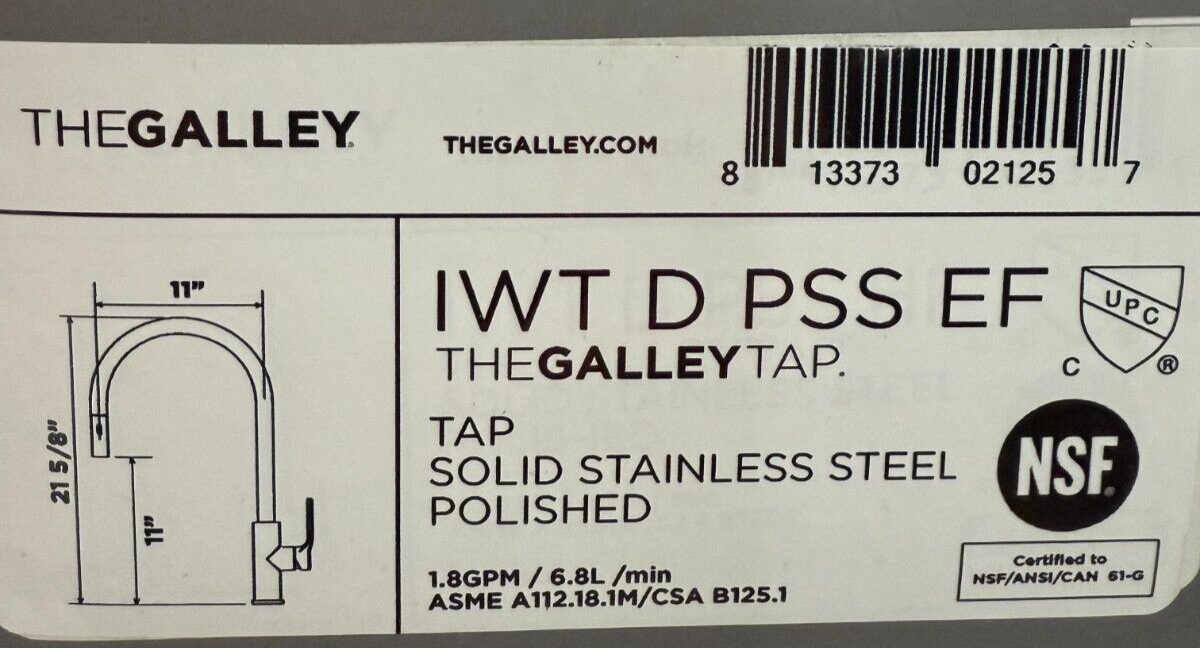 THEGALLEY.
THEGALLEY.COM
8 13373 02125 7
11"
21 5/8"
11"
IWT D PSS EF
THEGALLEYTAP.
TAP
SOLID STAINLESS STEEL
POLISHED
1.8GPM / 6.8L /min
ASME A112.18.1M/CSA B125.1
UPC
C ®
NSF.
Certified to
NSF/ANSI/CAN 61-G